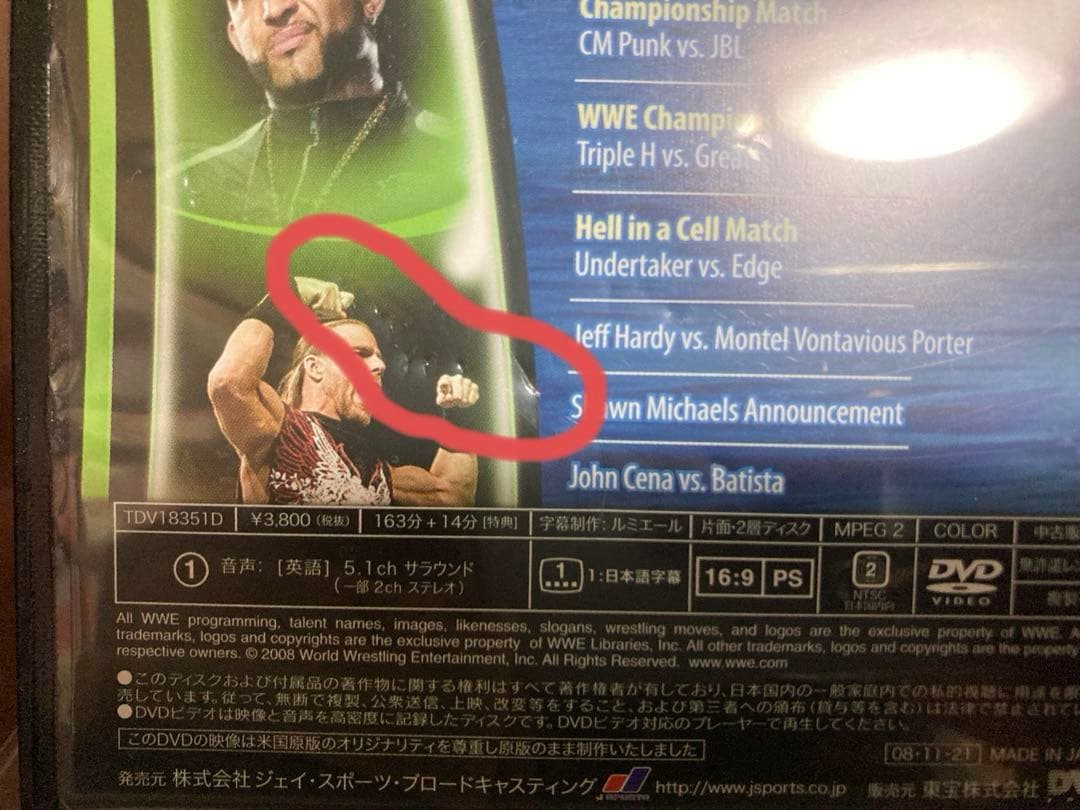 Championship Match
CM Punk vs. JBL
WWE
Triple H vs.
Hell in a Cell Match
Undertaker vs. Edge
Jeff Hardy vs. Montel Vontavious Porter
Shawn Michaels Announcement
John Cena vs. Batista
TDV18351D ¥3,800(税抜) 163分+14分[特典] 字幕制作:ルミエール 片面・2層ディスク MPEG 2 COLOR
① 音声: [英語] 5.1ch サラウンド
(一部 2ch ステレオ)
1 1:日本語字幕 16:9 PS 2 DVD
NTSC VIDEO
日本国内向
All WWE programming, talent names, images, likenesses, slogans, wrestling moves, and logos are the exclusive property of WWE
trademarks, logos and copyrights are the exclusive property of WWE Libraries, Inc. All other trademarks, logos and copyrights are the property
respective owners. © 2008 World Wrestling Entertainment, Inc. All Rights Reserved. www.wwe.com
●このディスクおよび付属品の著作物に関する権利はすべて著作権者が有しており、日本国内での一般家庭内での私的視聴に用途を
売しています。従って、無断で複製、公衆送信、上映、改変等をすること、および第三者への頒布(貸与等を含む)は法律で禁止されてい
●DVDビデオは映像と音声を高密度に記録したディスクです。DVDビデオ対応のプレーヤーで再生してください。
このDVDの映像は米国原版のオリジナリティを尊重し原版のまま制作いたしました
08・11・21 MADE IN
発売元 株式会社ジェイ・スポーツ・ブロードキャスティング J SPORTS http://www.jsports.co.jp 販売元 東宝株式会社